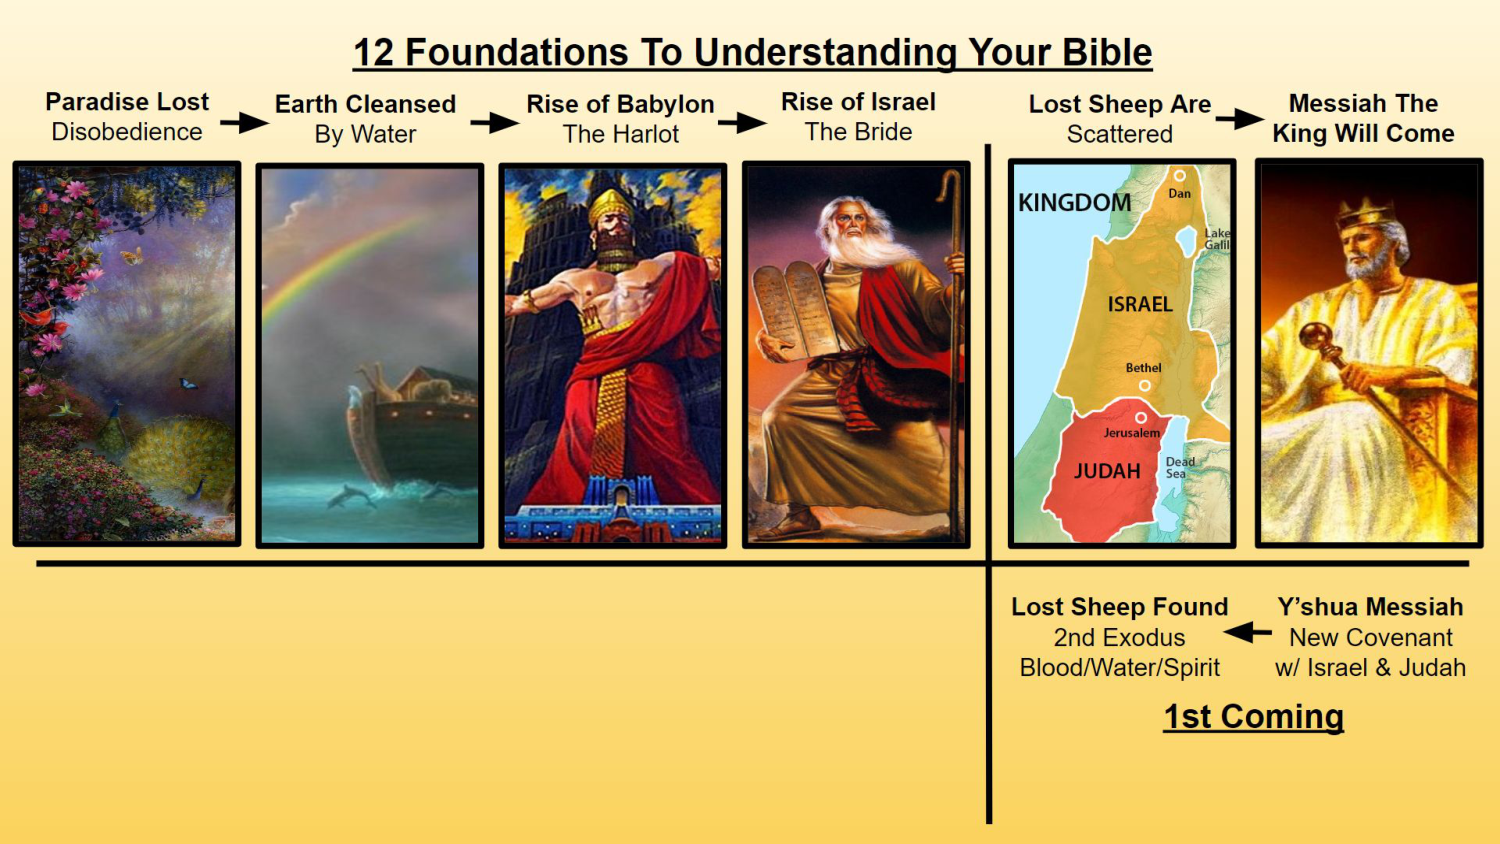 12 Foundations To Understanding Your Bible
Paradise Lost
Disobedience
Earth Cleansed
By Water
Rise of Babylon
The Harlot
Rise of Israel
The Bride
Lost Sheep Are
Scattered
Messiah The
King Will Come
KINGDOM
Dan
Lake
Galil
ISRAEL
Bethel
Jerusalem
JUDAH
Dead
Sea
Lost Sheep Found
2nd Exodus
Blood/Water/Spirit
Y’shua Messiah
New Covenant
w/ Israel & Judah
1st Coming